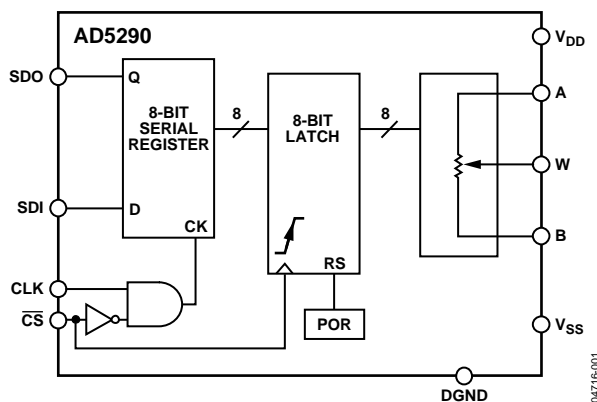 AD5290
SDO
Q
8-BIT
SERIAL
REGISTER
8
8-BIT
LATCH
8
VDD
A
W
B
SDI
D
CK
CLK
CS
RS
POR
VSS
DGND
04716-001